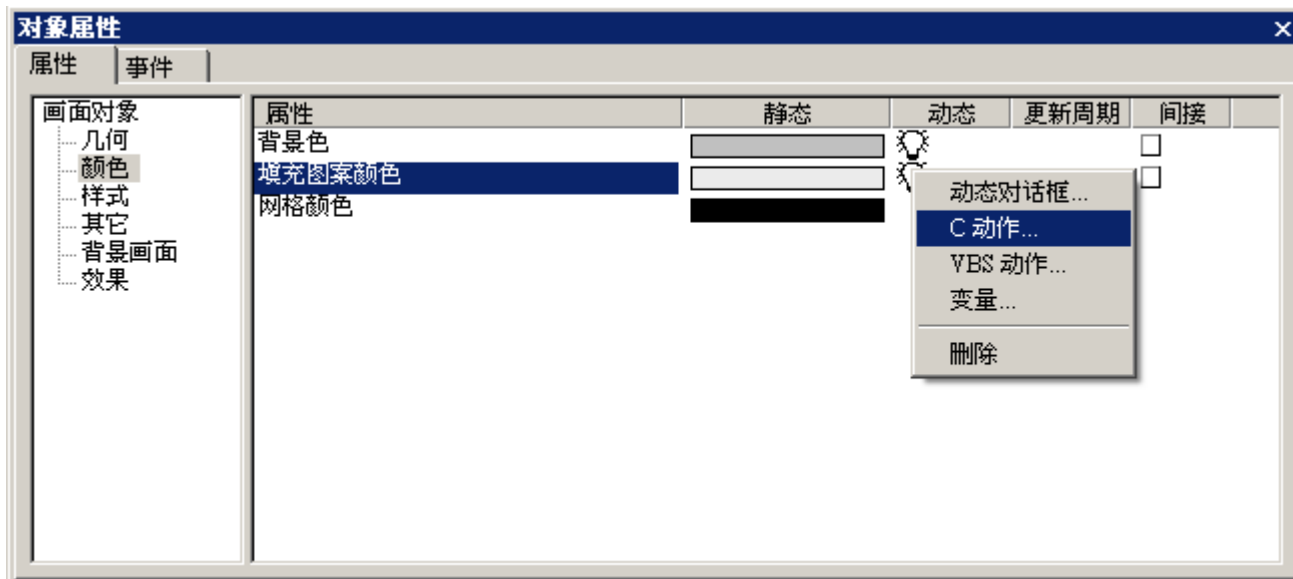 对象属性
属性 事件
画面对象
几何
颜色
样式
其它
背景画面
效果
属性 静态 动态 更新周期 间接
背景色
填充图案颜色
网格颜色
动态对话框...
C 动作...
VBS 动作...
变量...
删除